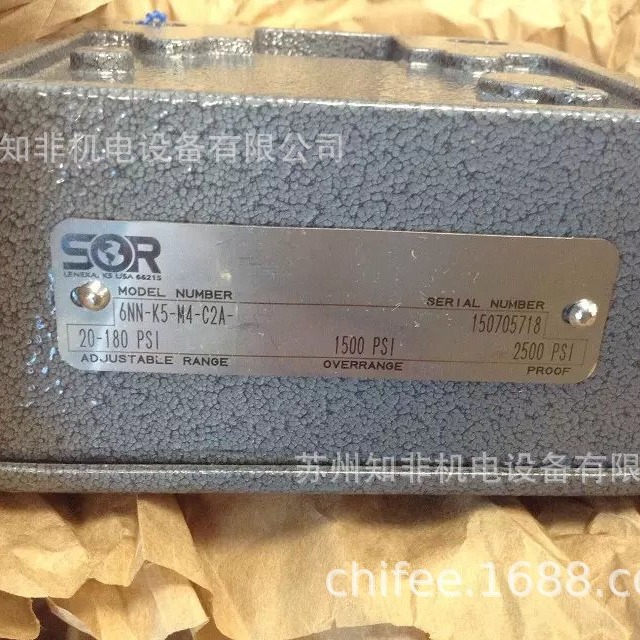 知非机电设备有限公司
SOR
LENEXA, KS USA 66215
MODEL NUMBER
SERIAL NUMBER
6NN-K5-M4-C2A-
150705718
20-180 PSI
1500 PSI
2500 PSI
ADJUSTABLE RANGE
OVERRANGE
PROOF
苏州知非机电设备有限
chifee.1688.co